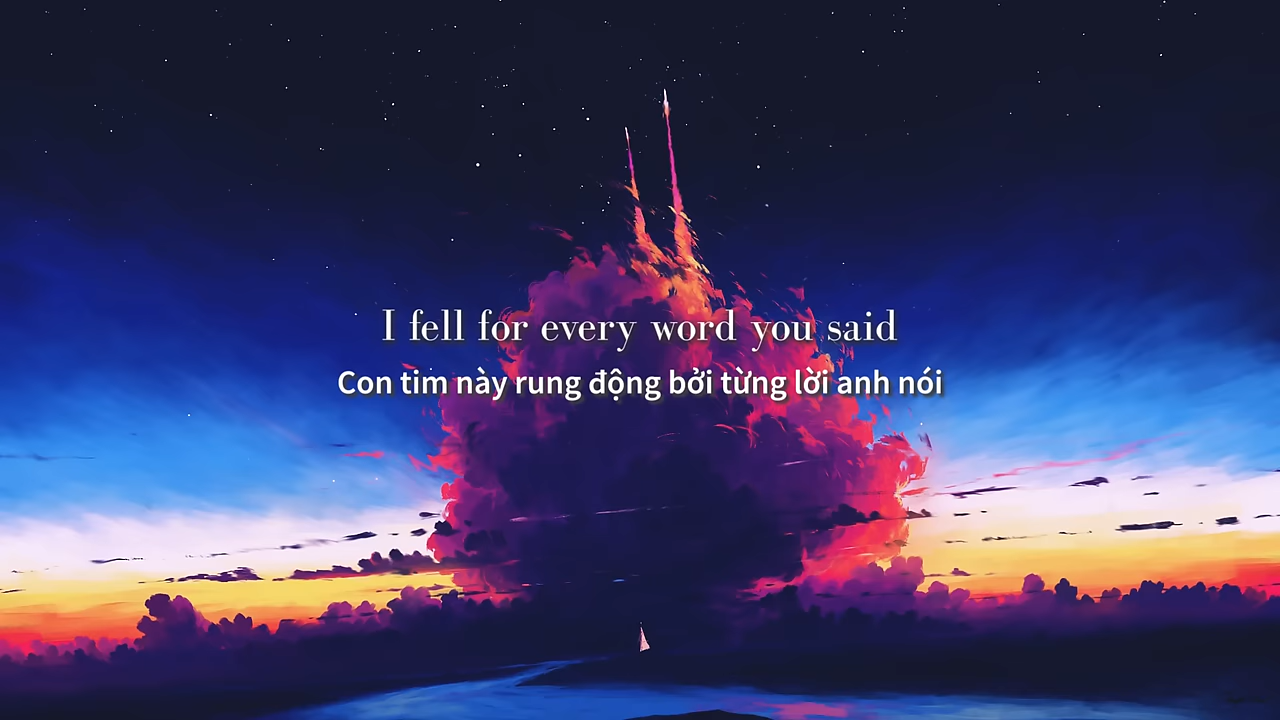 I fell for every word you said
Con tim này rung động bởi từng lời anh nói